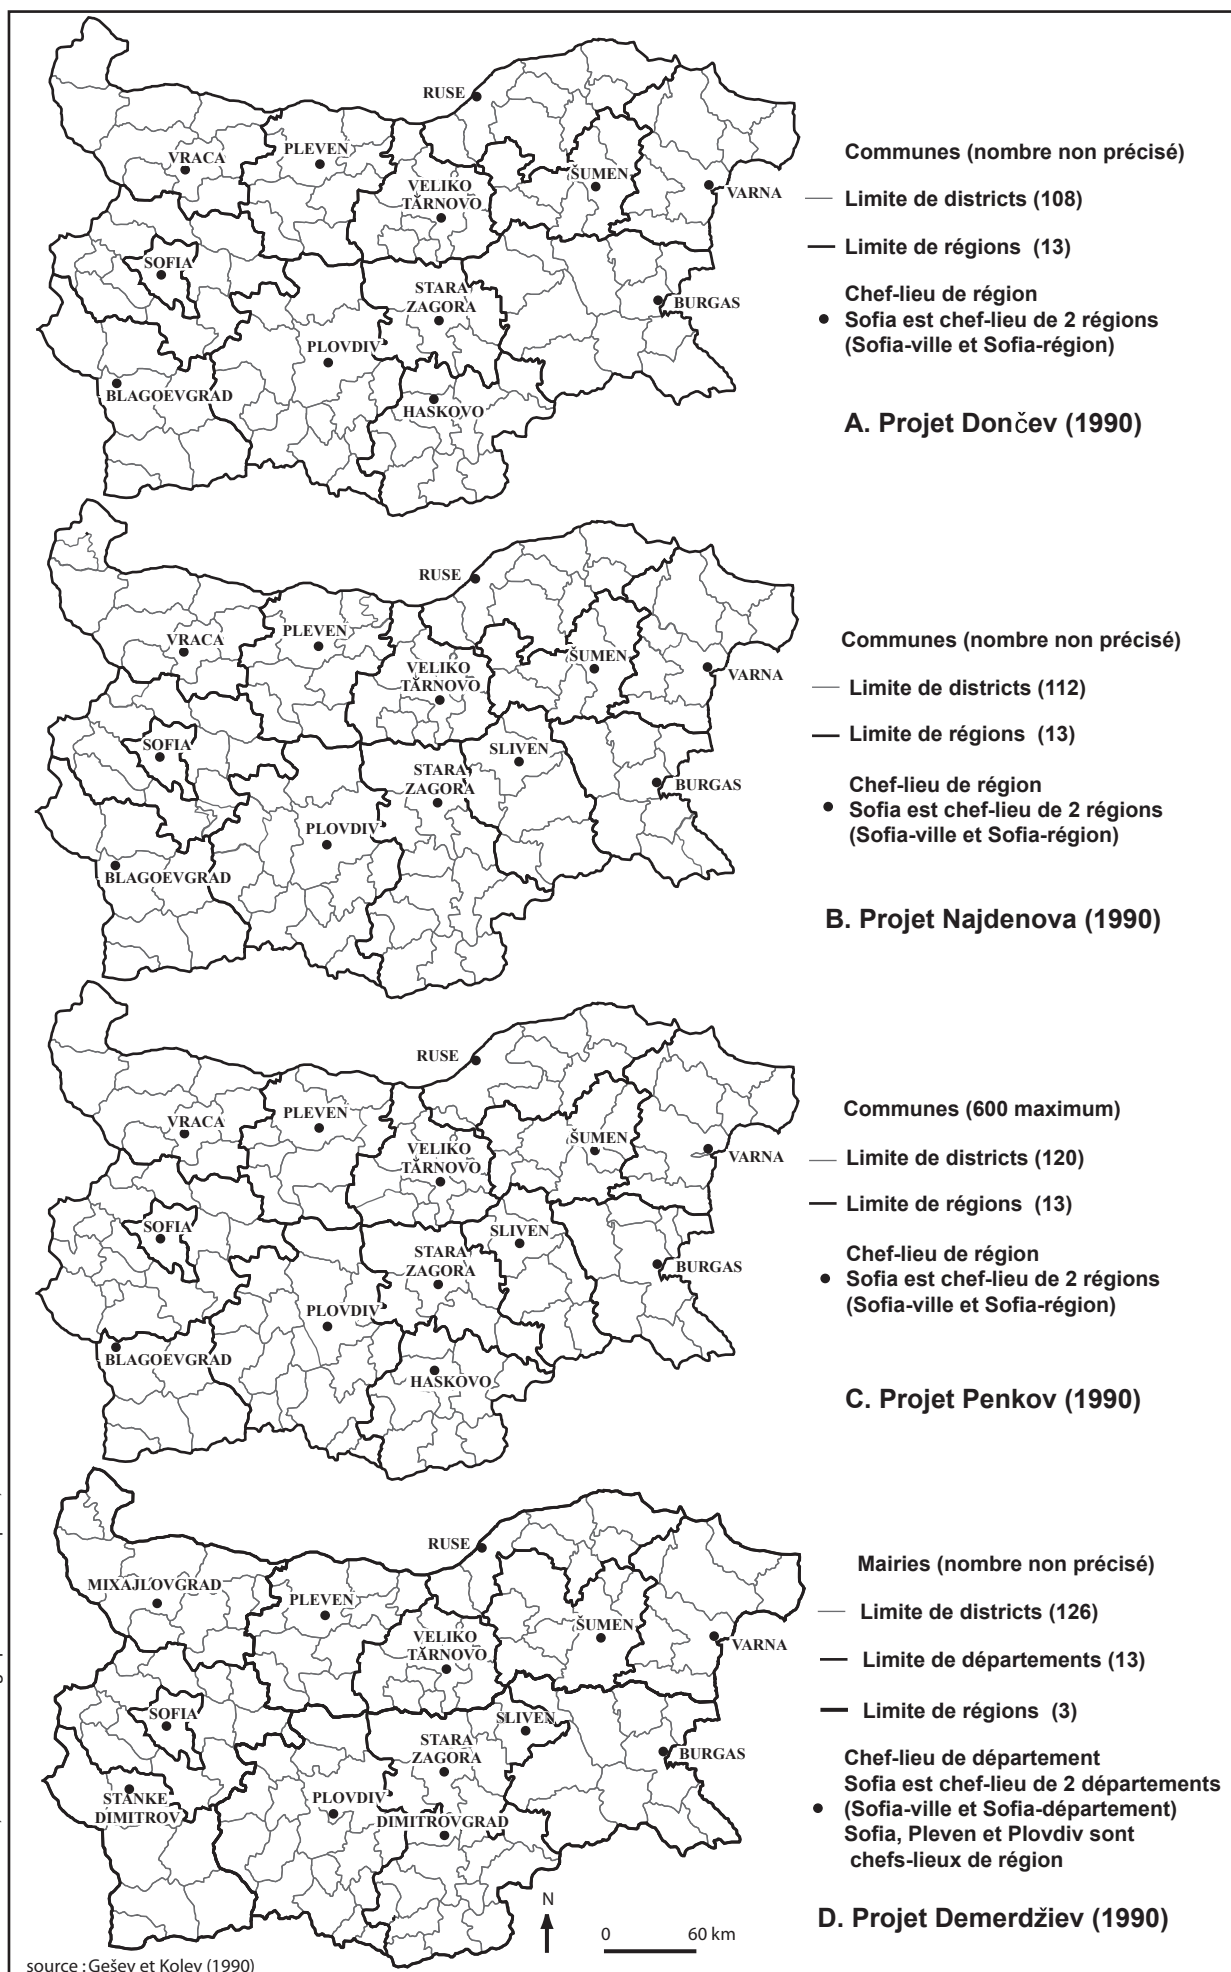 RUSE
VRACA
PLEVEN
VELIKO
TĂRNOVO
ŠUMEN
VARNA
SOFIA
STARA
ZAGORA
BURGAS
PLOVDIV
BLAGOEVGRAD
HASKOVO
Communes (nombre non précisé)
Limite de districts (108)
Limite de régions (13)
Chef-lieu de région
Sofia est chef-lieu de 2 régions
(Sofia-ville et Sofia-région)
A. Projet Dončev (1990)
RUSE
VRACA
PLEVEN
VELIKO
TĂRNOVO
ŠUMEN
VARNA
SOFIA
SLIVEN
STARA
ZAGORA
BURGAS
PLOVDIV
BLAGOEVGRAD
Communes (nombre non précisé)
Limite de districts (112)
Limite de régions (13)
Chef-lieu de région
Sofia est chef-lieu de 2 régions
(Sofia-ville et Sofia-région)
B. Projet Najdenova (1990)
RUSE
VRACA
PLEVEN
VELIKO
TĂRNOVO
ŠUMEN
VARNA
SOFIA
SLIVEN
STARA
ZAGORA
BURGAS
PLOVDIV
BLAGOEVGRAD
HASKOVO
Communes (600 maximum)
Limite de districts (120)
Limite de régions (13)
Chef-lieu de région
Sofia est chef-lieu de 2 régions
(Sofia-ville et Sofia-région)
C. Projet Penkov (1990)
RUSE
MIXAJLOVGRAD
PLEVEN
VELIKO
TĂRNOVO
ŠUMEN
VARNA
SOFIA
SLIVEN
STARA
ZAGORA
BURGAS
STANKE
DIMITROV
PLOVDIV
DIMITROVGRAD
Mairies (nombre non précisé)
Limite de districts (126)
Limite de départements (13)
Limite de régions (3)
Chef-lieu de département
Sofia est chef-lieu de 2 départements
(Sofia-ville et Sofia-département)
Sofia, Pleven et Plovdiv sont
chefs-lieux de région
D. Projet Demerdžiev (1990)
N
0 60 km
source : Gešev et Kolev (1990)